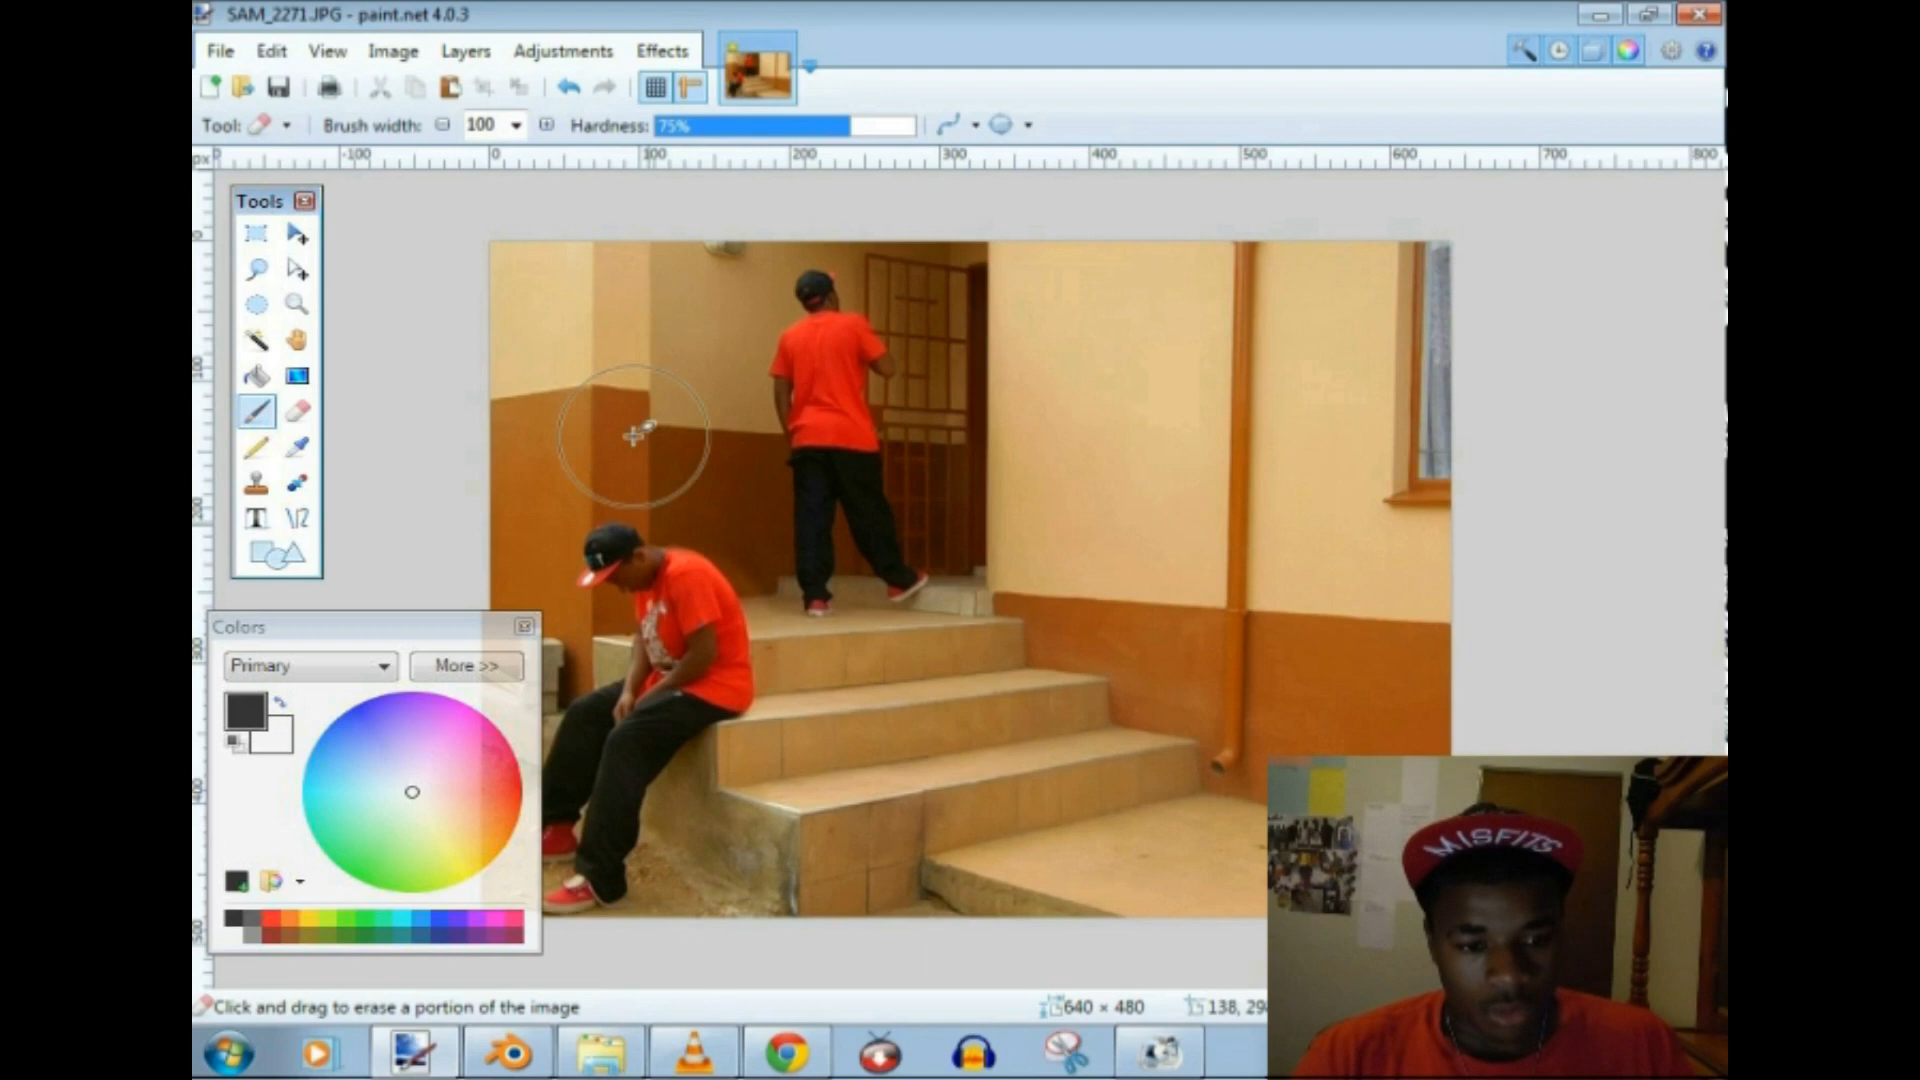 SAM_2271.JPG - paint.net 4.0.3
File Edit View Image Layers Adjustments Effects
Tool: Brush width: 100 Hardness: 75%
px -100 0 100 200 300 400 500 600 700 800
Tools
Colors
Primary More >>
MISFITS
Click and drag to erase a portion of the image
640 × 480 138, 29